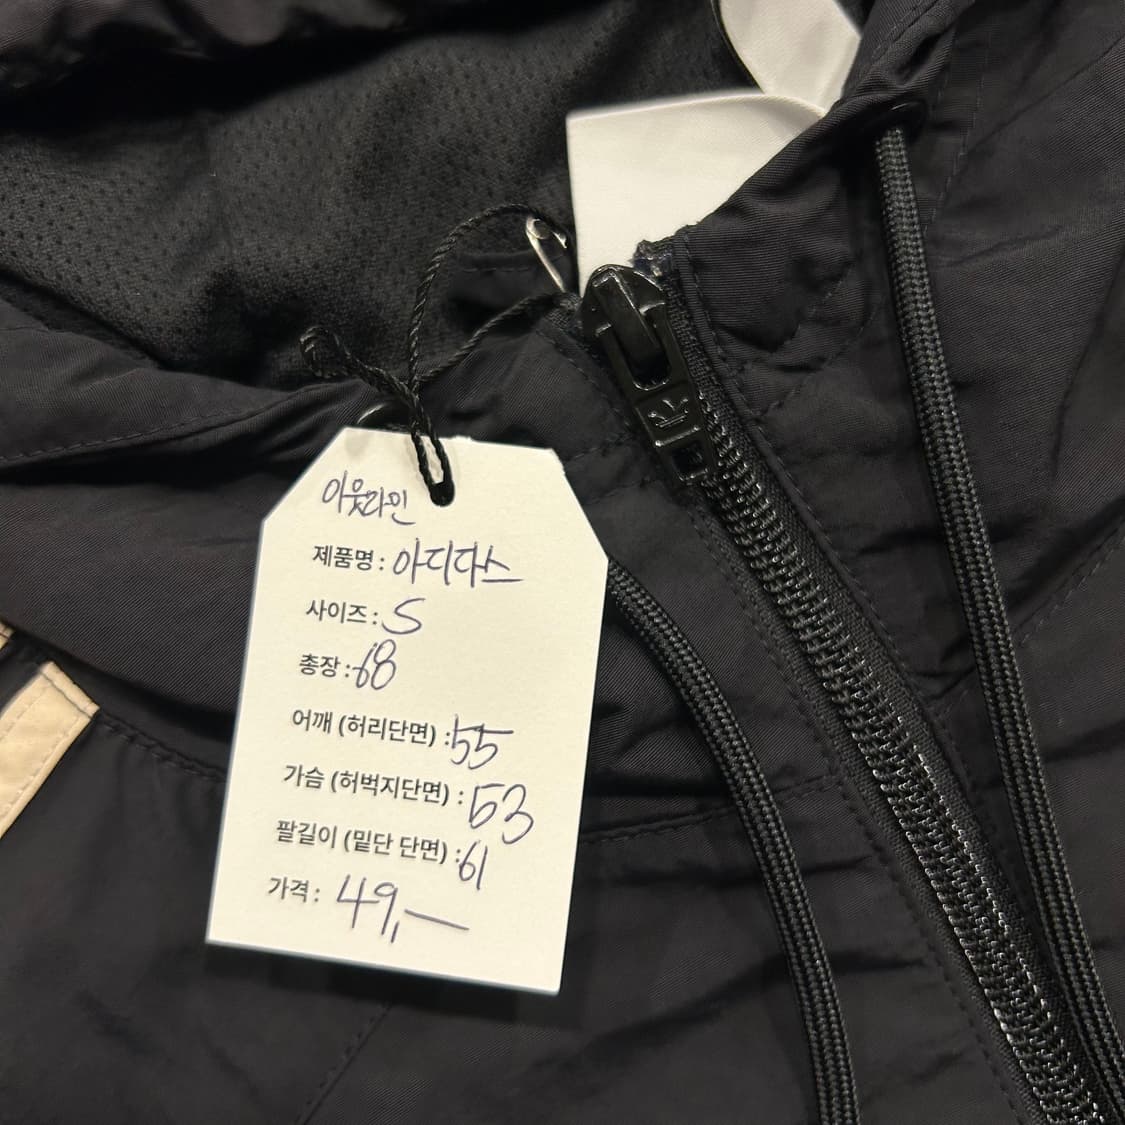 이웃라인
제품명 : 아디다스
사이즈 : S
총장 : 68
어깨 (허리단면) : 55
가슴 (허벅지단면) : 53
팔길이 (밑단 단면) : 61
가격 : 49,—